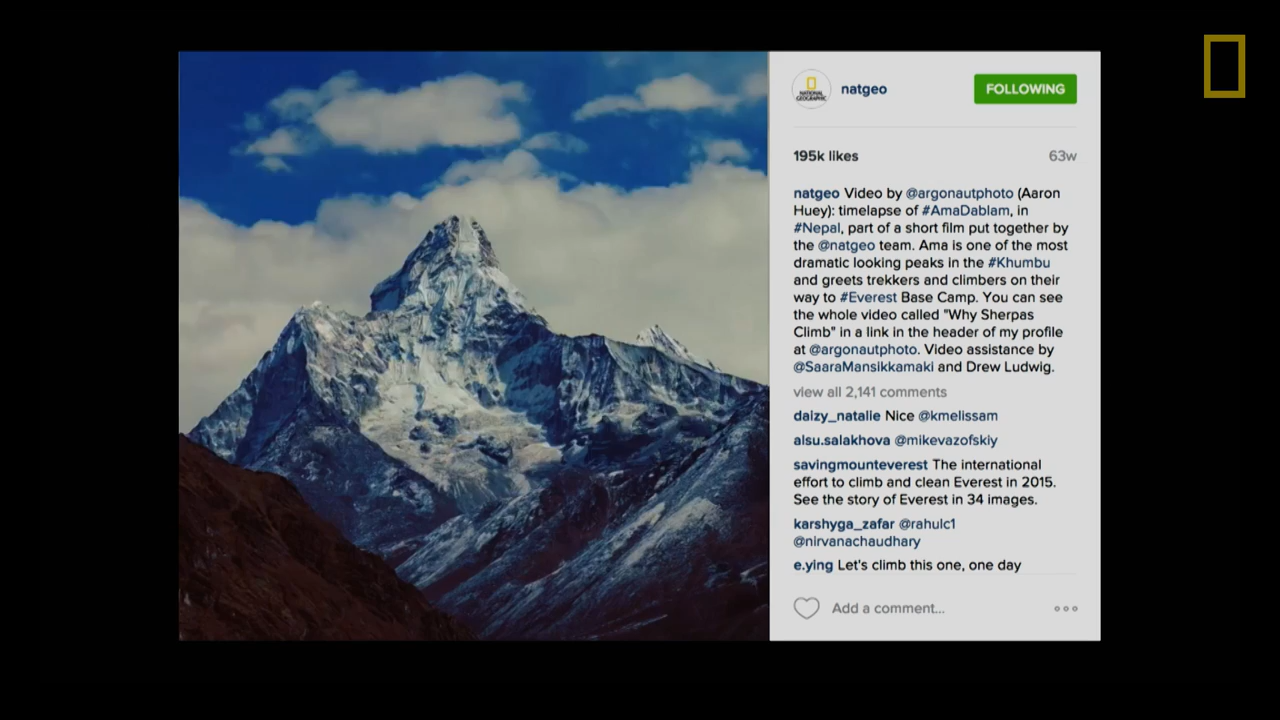 NATIONAL
GEOGRAPHIC
natgeo
FOLLOWING
195k likes
63w
natgeo Video by @argonautphoto (Aaron
Huey): timelapse of #AmaDablam, in
#Nepal, part of a short film put together by
the @natgeo team. Ama is one of the most
dramatic looking peaks in the #Khumbu
and greets trekkers and climbers on their
way to #Everest Base Camp. You can see
the whole video called "Why Sherpas
Climb" in a link in the header of my profile
at @argonautphoto. Video assistance by
@SaaraMansikkamaki and Drew Ludwig.
view all 2,141 comments
daizy_natalie Nice @kmelissam
alsu.salakhova @mikevazofskiy
savingmounteverest The international
effort to climb and clean Everest in 2015.
See the story of Everest in 34 images.
karshyga_zafar @rahulc1
@nirvanachaudhary
e.ying Let's climb this one, one day
Add a comment...